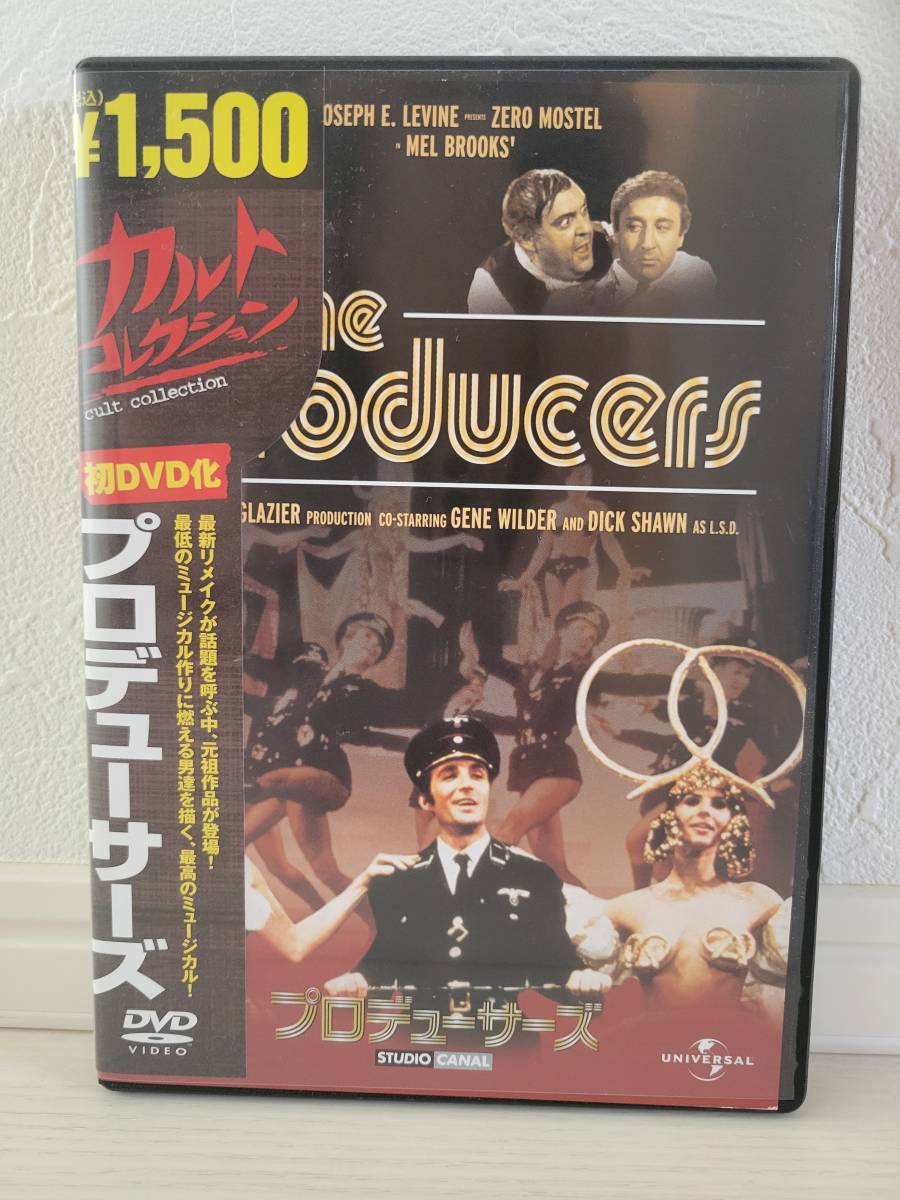 込)
¥1,500
カルト
コレクション
cult collection
初DVD化
最新リメイクが話題を呼ぶ中、元祖作品が登場!
最低のミュージカル作りに燃える男達を描く、最高のミュージカル!
プロデューサーズ
DVD
VIDEO
OSEPH E. LEVINE PRESENTS ZERO MOSTEL
IN MEL BROOKS'
he
roducers
GLAZIER PRODUCTION CO-STARRING GENE WILDER AND DICK SHAWN AS L.S.D.
プロデューサーズ
STUDIO CANAL
UNIVERSAL